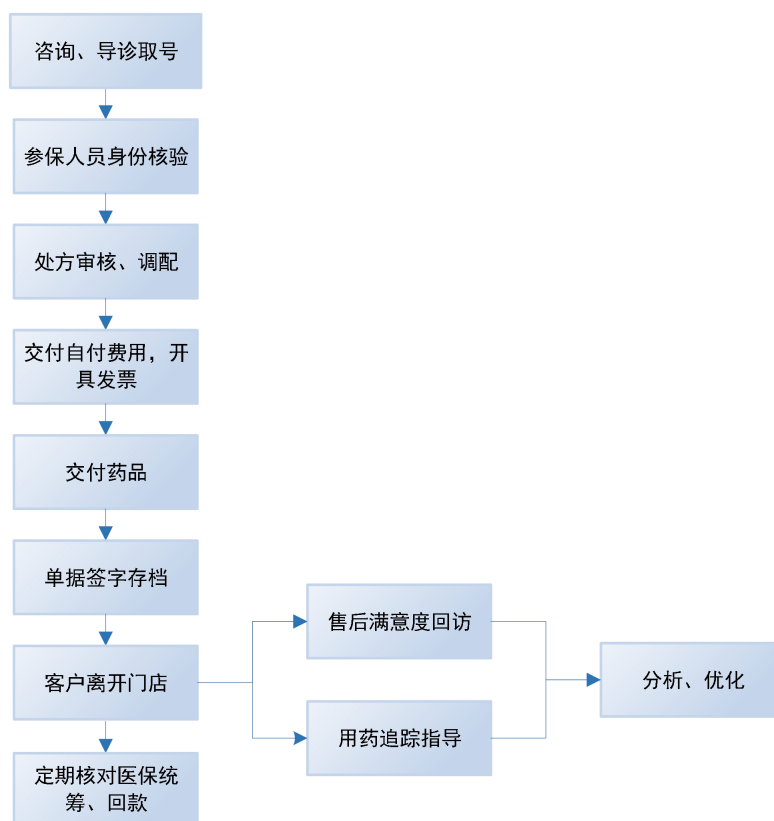 咨询、导诊取号
参保人员身份核验
处方审核、调配
交付自付费用，开
具发票
交付药品
单据签字存档
客户离开门店
定期核对医保统
筹、回款
售后满意度回访
用药追踪指导
分析、优化